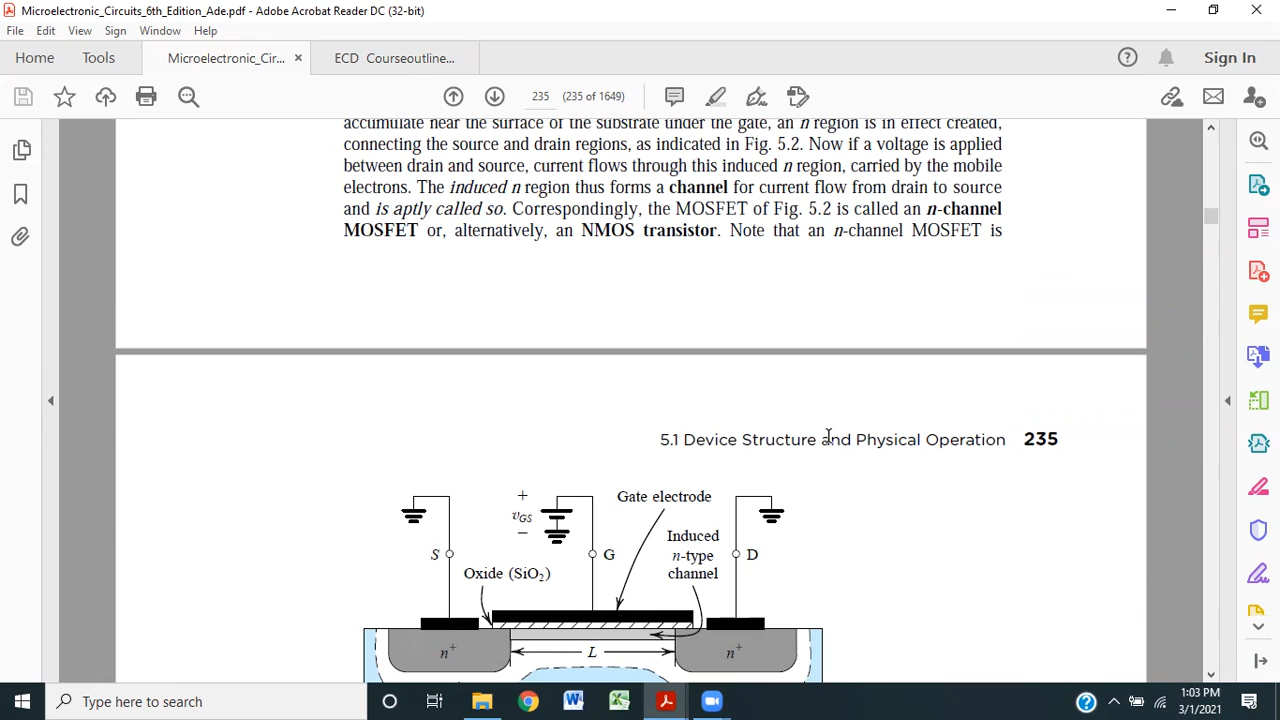 Microelectronic_Circuits_6th_Edition_Ade.pdf - Adobe Acrobat Reader DC (32-bit)
File Edit View Sign Window Help
Home Tools Microelectronic_Cir... × ECD Courseoutline... Sign In
235 (235 of 1649)
accumulate near the surface of the substrate under the gate, an n region is in effect created,
connecting the source and drain regions, as indicated in Fig. 5.2. Now if a voltage is applied
between drain and source, current flows through this induced n region, carried by the mobile
electrons. The induced n region thus forms a channel for current flow from drain to source
and is aptly called so. Correspondingly, the MOSFET of Fig. 5.2 is called an n-channel
MOSFET or, alternatively, an NMOS transistor. Note that an n-channel MOSFET is
5.1 Device Structure and Physical Operation 235
+
vGS
−
Gate electrode
Induced
n-type
channel
S
G
D
Oxide (SiO2)
n+
L
n+
Type here to search
1:03 PM
3/1/2021